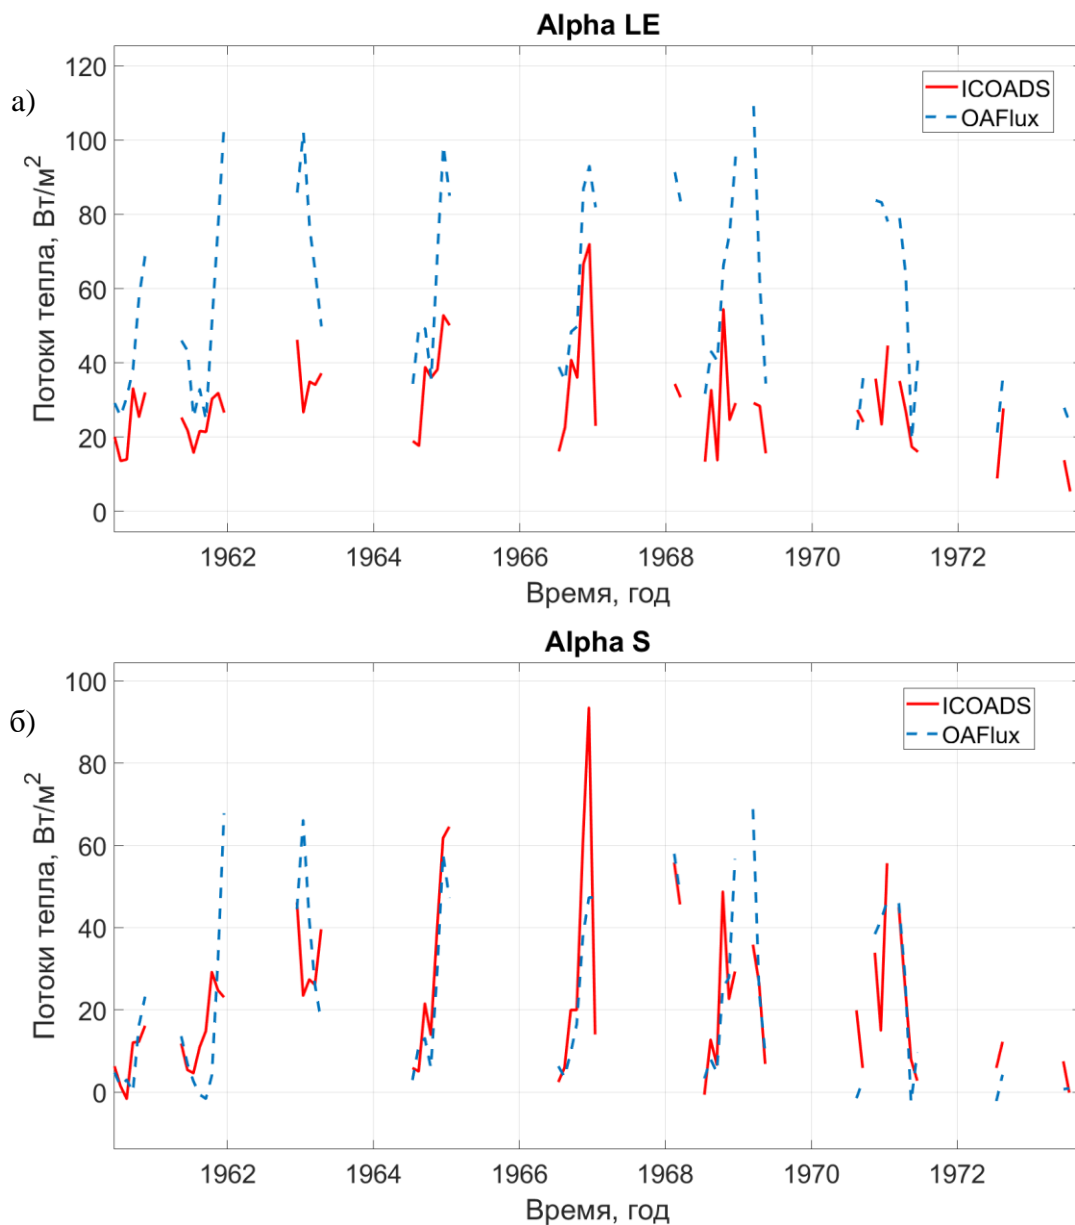 Alpha LE
а)
120
100
80
60
40
20
0
Потоки тепла, Вт/м²
ICOADS
OAFlux
1962 1964 1966 1968 1970 1972
Время, год
Alpha S
б)
100
80
60
40
20
0
Потоки тепла, Вт/м²
ICOADS
OAFlux
1962 1964 1966 1968 1970 1972
Время, год